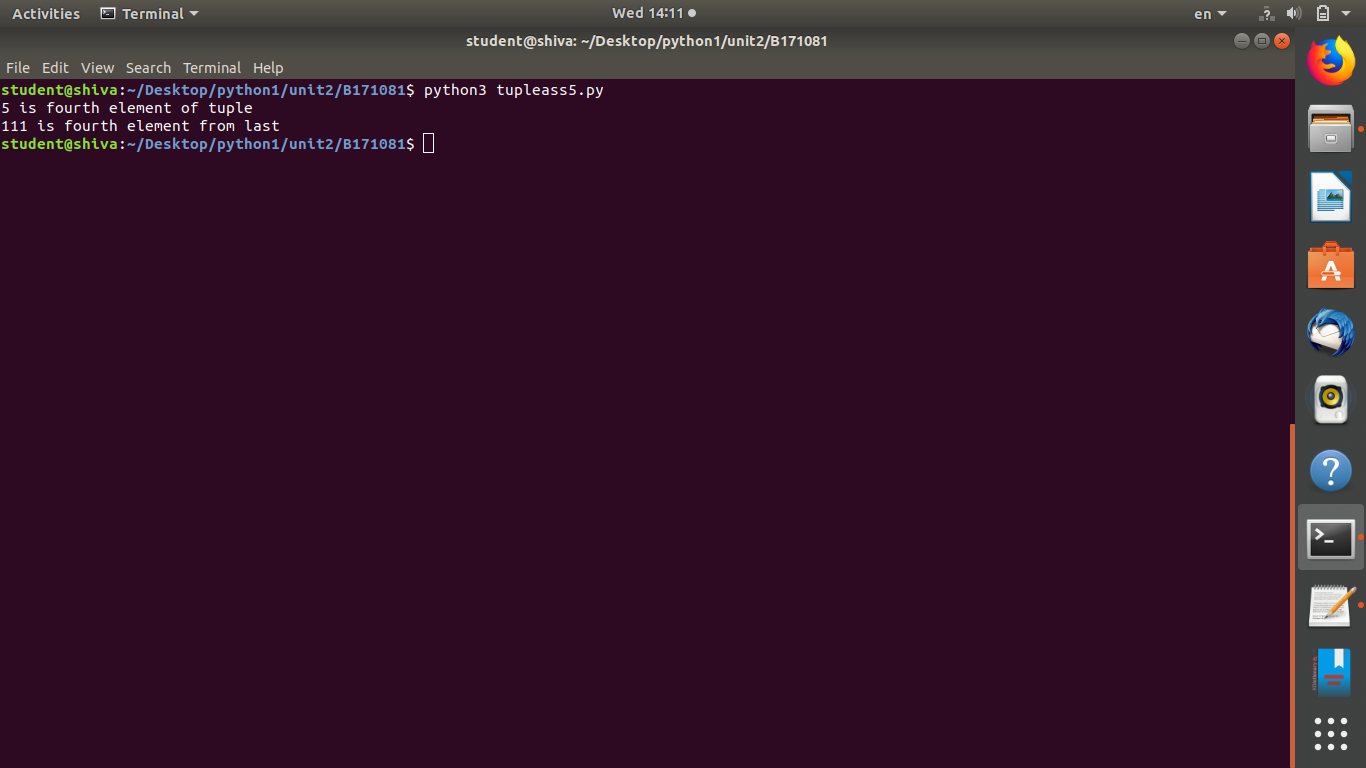 Activities Terminal Wed 14:11 en
student@shiva: ~/Desktop/python1/unit2/B171081
File Edit View Search Terminal Help
student@shiva:~/Desktop/python1/unit2/B171081$ python3 tupleass5.py
5 is fourth element of tuple
111 is fourth element from last
student@shiva:~/Desktop/python1/unit2/B171081$